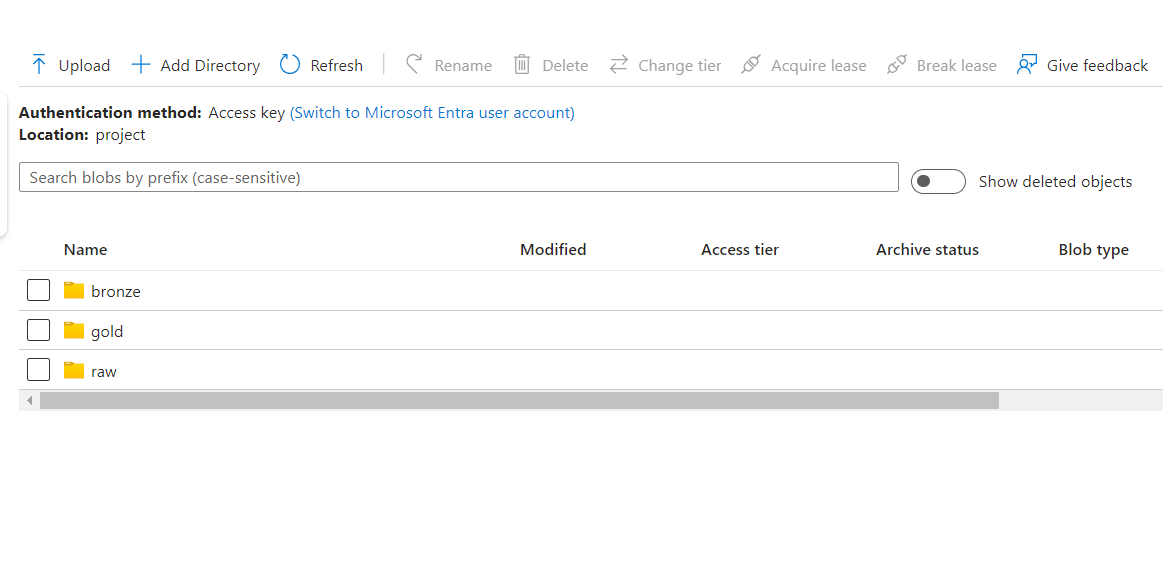 Upload Add Directory Refresh Rename Delete Change tier Acquire lease Break lease Give feedback
Authentication method: Access key (Switch to Microsoft Entra user account)
Location: project
Search blobs by prefix (case-sensitive) Show deleted objects
Name Modified Access tier Archive status Blob type
bronze
gold
raw